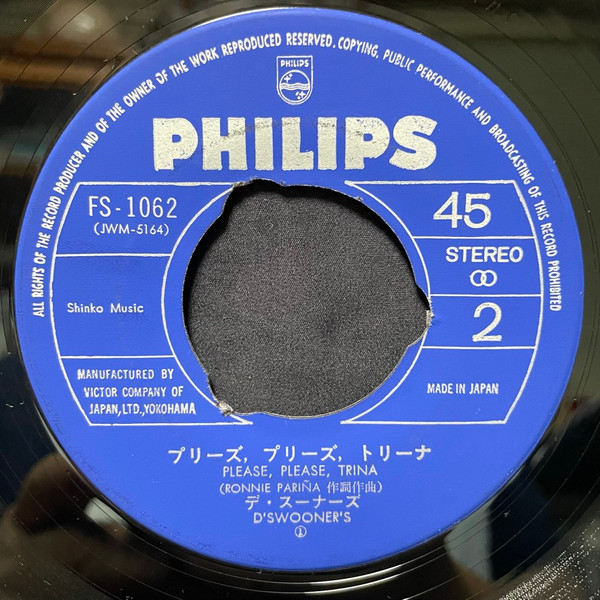 ALL RIGHTS OF THE RECORD PRODUCER AND OF THE OWNER OF THE WORK REPRODUCED RESERVED. COPYING, PUBLIC PERFORMANCE AND BROADCASTING OF THIS RECORD PROHIBITED
PHILIPS
PHILIPS
FS-1062
(JWM-5164)
45
STEREO
Shinko Music
2
MANUFACTURED BY
VICTOR COMPANY OF
JAPAN, LTD., YOKOHAMA
MADE IN JAPAN
プリーズ, プリーズ, トリーナ
PLEASE, PLEASE, TRINA
(RONNIE PARIÑA 作詞作曲)
デ・スーナーズ
D'SWOONER'S
①